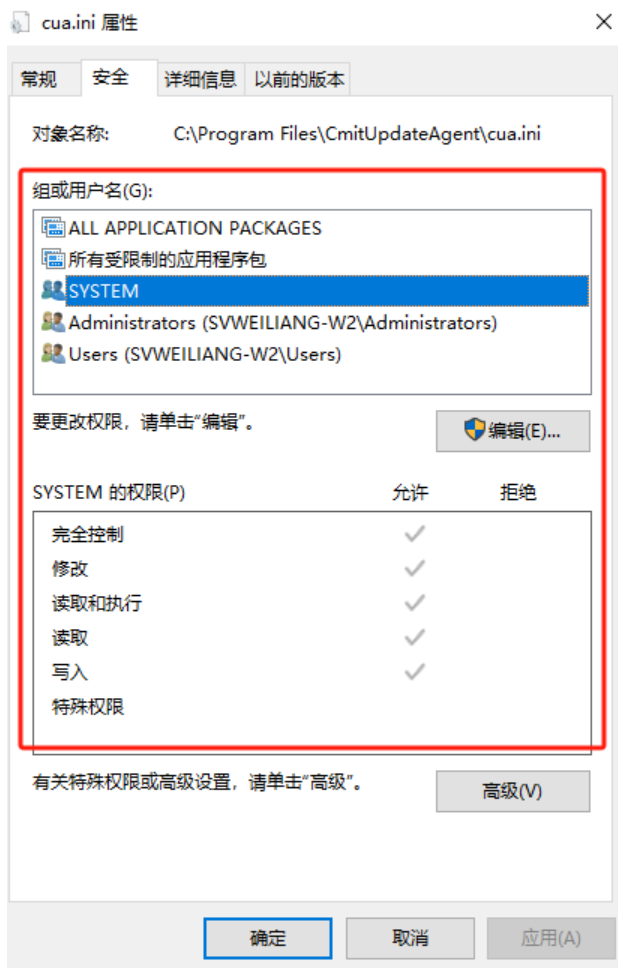 cua.ini 属性
常规 安全 详细信息 以前的版本
对象名称: C:\Program Files\CmitUpdateAgent\cua.ini
组或用户名(G):
ALL APPLICATION PACKAGES
所有受限制的应用程序包
SYSTEM
Administrators (SVWEILIANG-W2\Administrators)
Users (SVWEILIANG-W2\Users)
要更改权限，请单击"编辑"。 编辑(E)...
SYSTEM 的权限(P) 允许 拒绝
完全控制
修改
读取和执行
读取
写入
特殊权限
有关特殊权限或高级设置，请单击"高级"。 高级(V)
确定 取消 应用(A)